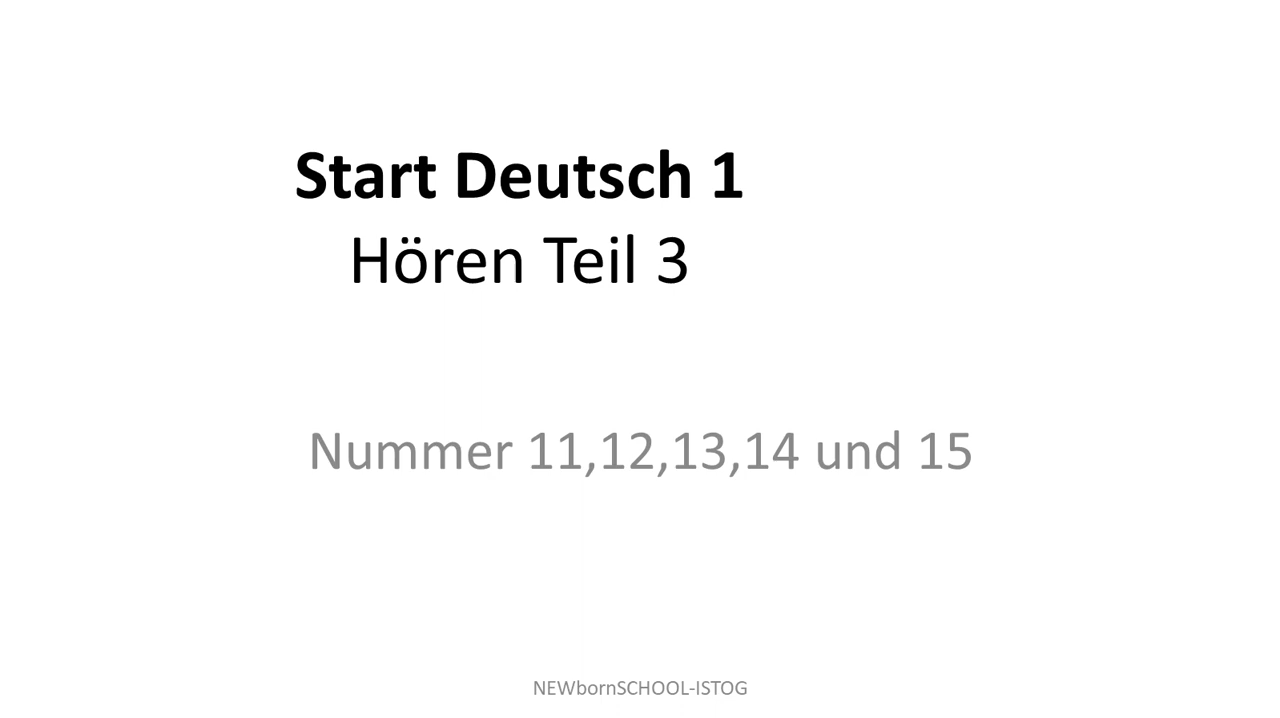 Start Deutsch 1
Hören Teil 3
Nummer 11,12,13,14 und 15
NEWbornSCHOOL-ISTOG